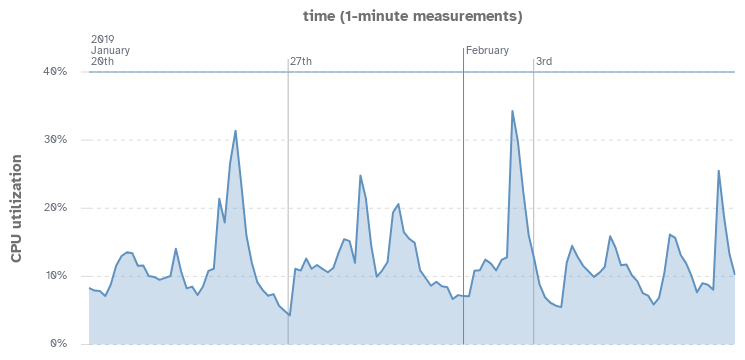 time (1-minute measurements)
2019
January
20th
27th
February
3rd
40%
30%
20%
10%
0%
CPU utilization